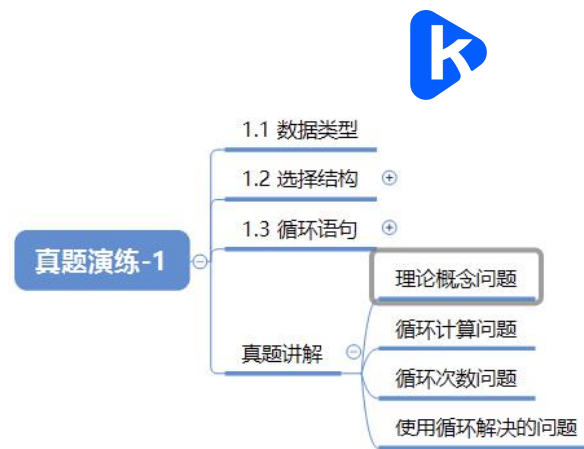 k
1.1 数据类型
1.2 选择结构
1.3 循环语句
真题演练-1
理论概念问题
循环计算问题
真题讲解
循环次数问题
使用循环解决的问题